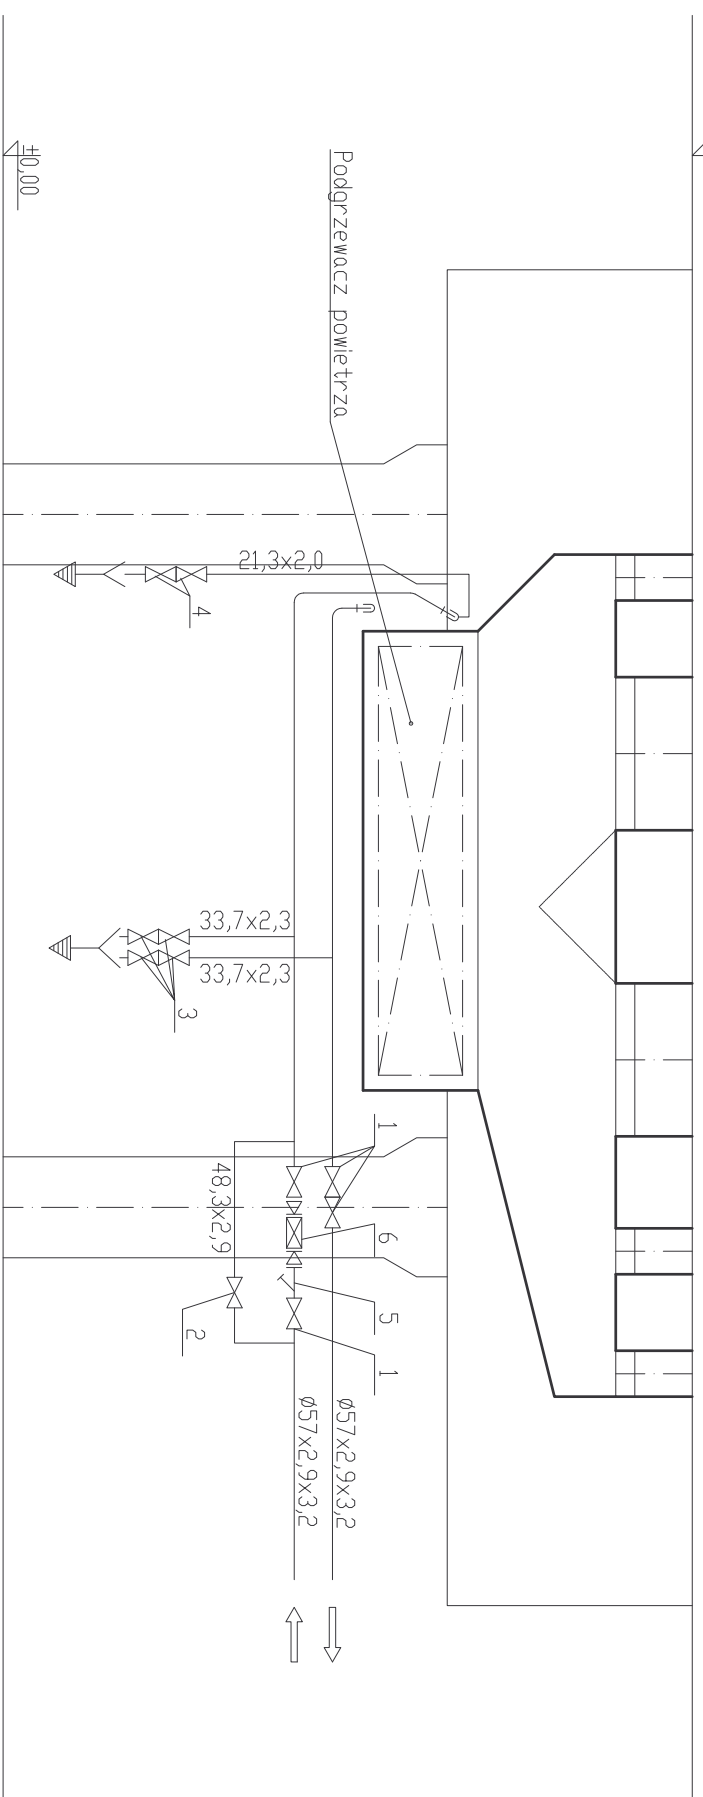 ±0,00
Podgrzewacz powietrza
21,3x2,0
4
33,7x2,3
33,7x2,3
3
1
6
5
1
48,3x2,9
2
ø57x2,9x3,2
ø57x2,9x3,2